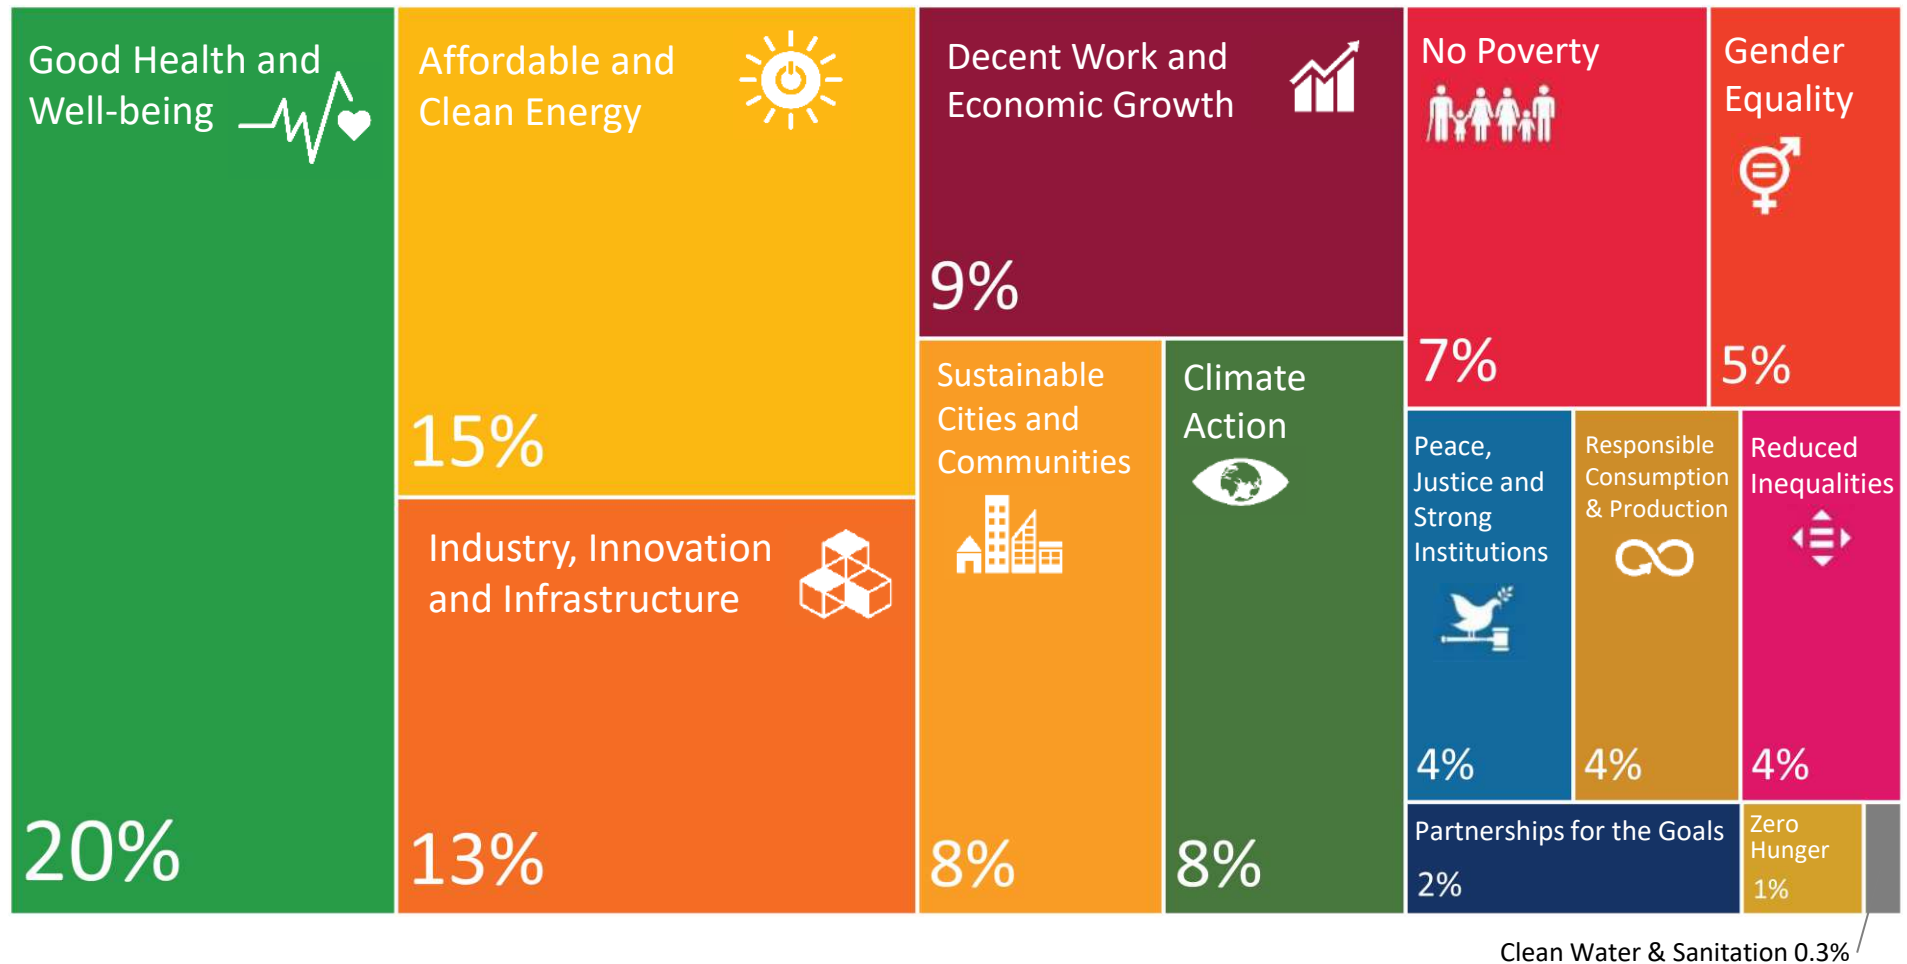 Good Health and
Well-being
20%
Affordable and
Clean Energy
15%
Industry, Innovation
and Infrastructure
13%
Decent Work and
Economic Growth
9%
Sustainable
Cities and
Communities
8%
Climate
Action
8%
No Poverty
7%
Gender
Equality
5%
Peace,
Justice and
Strong
Institutions
4%
Responsible
Consumption
& Production
4%
Reduced
Inequalities
4%
Partnerships for the Goals
2%
Zero
Hunger
1%
Clean Water & Sanitation 0.3%